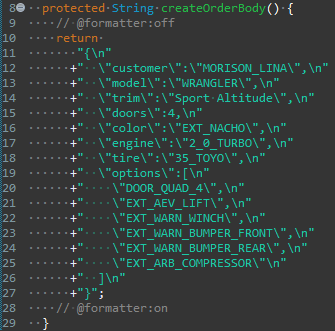 8 protected String createOrderBody() {
9 // @formatter:off
10 return
11 "{\n"
12 +" \"customer\":\"MORISON_LINA\",\n"
13 +" \"model\":\"WRANGLER\",\n"
14 +" \"trim\":\"Sport Altitude\",\n"
15 +" \"doors\":4,\n"
16 +" \"color\":\"EXT_NACHO\",\n"
17 +" \"engine\":\"2_0_TURBO\",\n"
18 +" \"tire\":\"35_TOYO\",\n"
19 +" \"options\":[\n"
20 +" \"DOOR_QUAD_4\",\n"
21 +" \"EXT_AEV_LIFT\",\n"
22 +" \"EXT_WARN_WINCH\",\n"
23 +" \"EXT_WARN_BUMPER_FRONT\",\n"
24 +" \"EXT_WARN_BUMPER_REAR\",\n"
25 +" \"EXT_ARB_COMPRESSOR\"\n"
26 +" ]\n"
27 +"}";
28 // @formatter:on
29 }